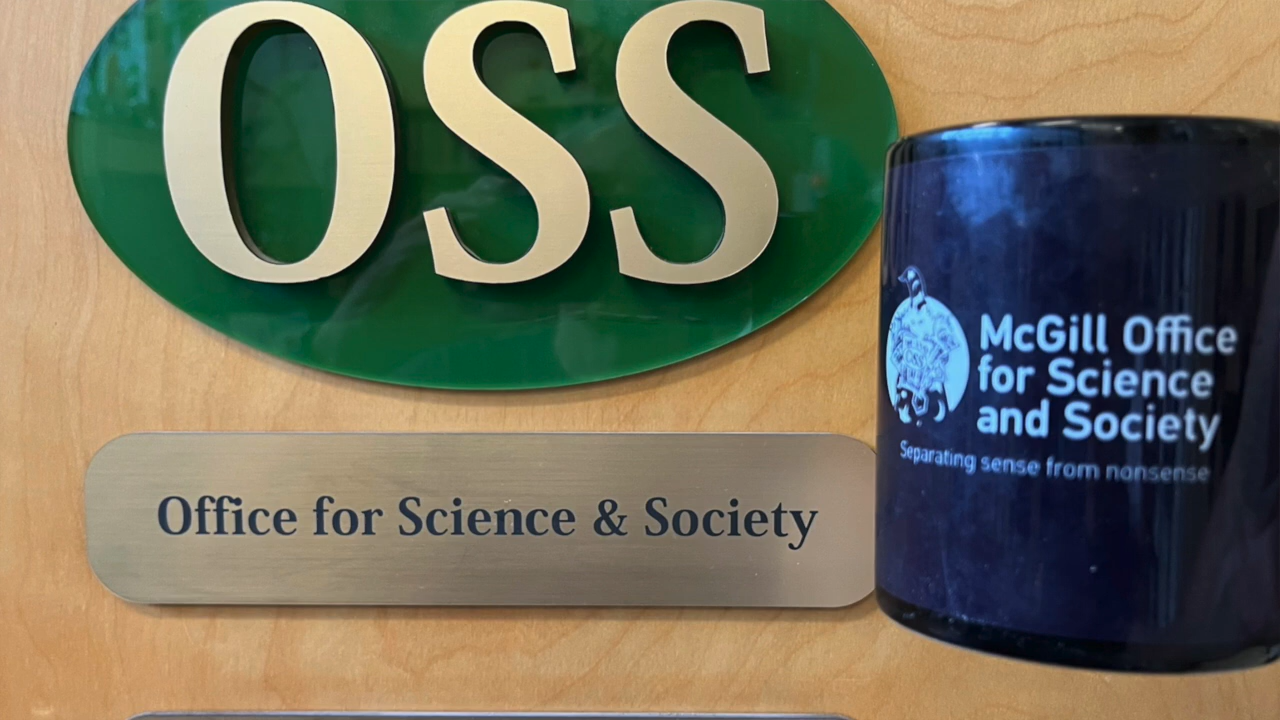 OSS
Office for Science & Society
McGill Office
for Science
and Society
Separating sense from nonsense